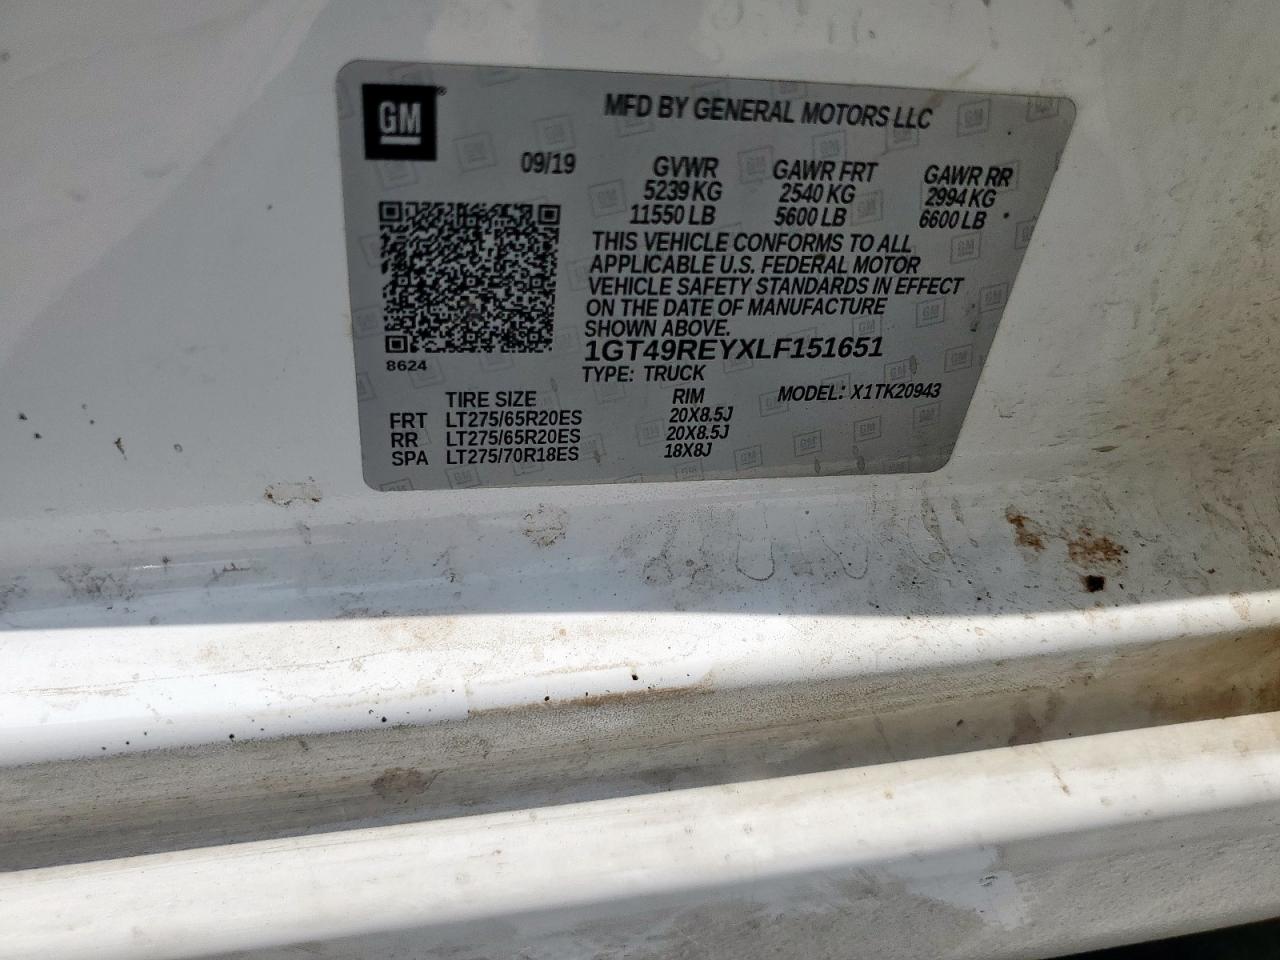 GM
MFD BY GENERAL MOTORS LLC
09/19
GVWR GAWR FRT GAWR RR
5239 KG 2540 KG 2994 KG
11550 LB 5600 LB 6600 LB
THIS VEHICLE CONFORMS TO ALL
APPLICABLE U.S. FEDERAL MOTOR
VEHICLE SAFETY STANDARDS IN EFFECT
ON THE DATE OF MANUFACTURE
SHOWN ABOVE.
1GT49REYXLF151651
8624
TYPE: TRUCK MODEL: X1TK20943
TIRE SIZE RIM
FRT LT275/65R20ES 20X8.5J
RR LT275/65R20ES 20X8.5J
SPA LT275/70R18ES 18X8J